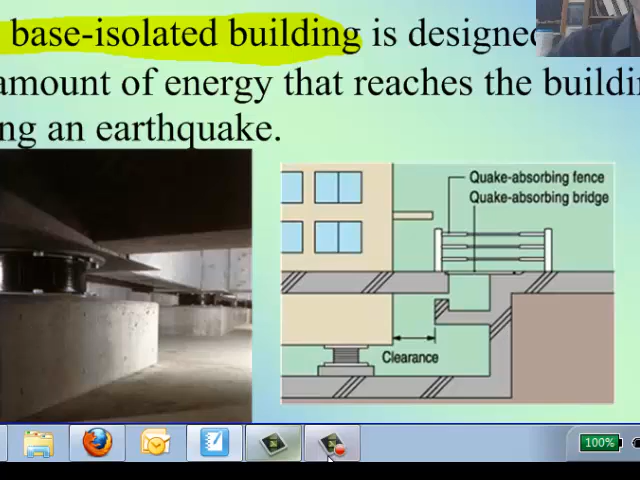 base-isolated building is designed
amount of energy that reaches the
ng an earthquake.
Quake-absorbing fence
Quake-absorbing bridge
Clearance
100%